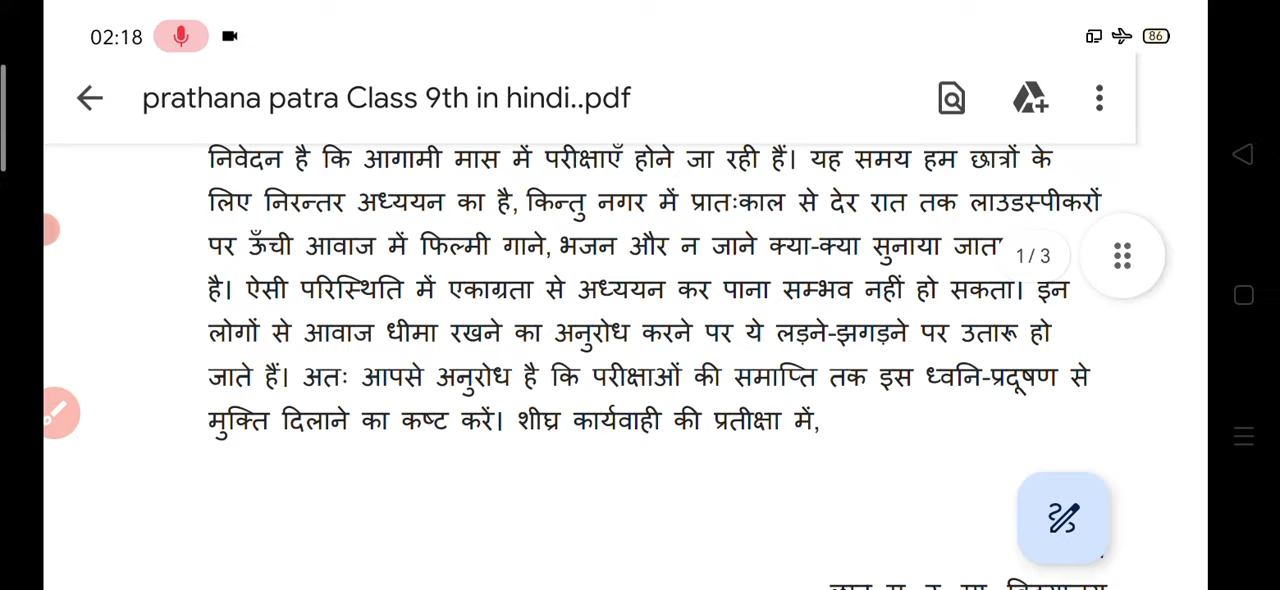 02:18
86
prathana patra Class 9th in hindi..pdf
निवेदन है कि आगामी मास में परीक्षाएँ होने जा रही हैं। यह समय हम छात्रों के
लिए निरन्तर अध्ययन का है, किन्तु नगर में प्रातःकाल से देर रात तक लाउडस्पीकरों
पर ऊँची आवाज में फिल्मी गाने, भजन और न जाने क्या-क्या सुनाया जाता
1/3
है। ऐसी परिस्थिति में एकाग्रता से अध्ययन कर पाना सम्भव नहीं हो सकता। इन
लोगों से आवाज धीमा रखने का अनुरोध करने पर ये लड़ने-झगड़ने पर उतारू हो
जाते हैं। अतः आपसे अनुरोध है कि परीक्षाओं की समाप्ति तक इस ध्वनि-प्रदूषण से
मुक्ति दिलाने का कष्ट करें। शीघ्र कार्यवाही की प्रतीक्षा में,